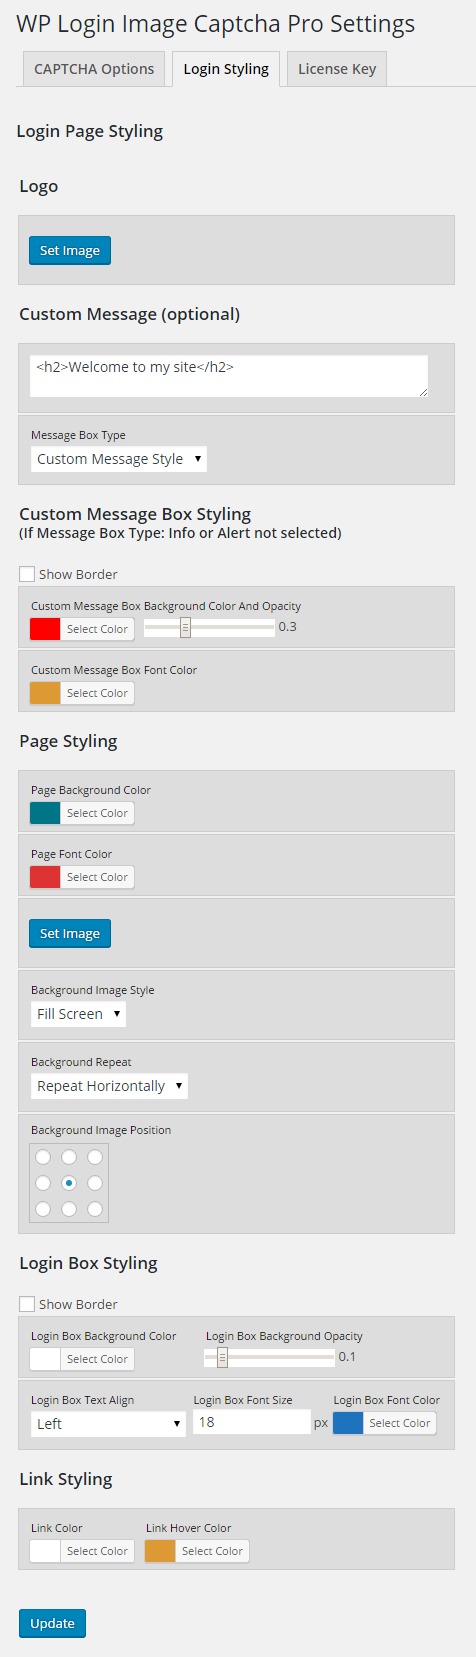 WP Login Image Captcha Pro Settings
CAPTCHA Options Login Styling License Key
Login Page Styling
Logo
Set Image
Custom Message (optional)
<h2>Welcome to my site</h2>
Message Box Type
Custom Message Style
Custom Message Box Styling
(If Message Box Type: Info or Alert not selected)
Show Border
Custom Message Box Background Color And Opacity
Select Color 0.3
Custom Message Box Font Color
Select Color
Page Styling
Page Background Color
Select Color
Page Font Color
Select Color
Set Image
Background Image Style
Fill Screen
Background Repeat
Repeat Horizontally
Background Image Position
Login Box Styling
Show Border
Login Box Background Color Login Box Background Opacity
Select Color 0.1
Login Box Text Align Login Box Font Size Login Box Font Color
Left 18 px Select Color
Link Styling
Link Color Link Hover Color
Select Color Select Color
Update